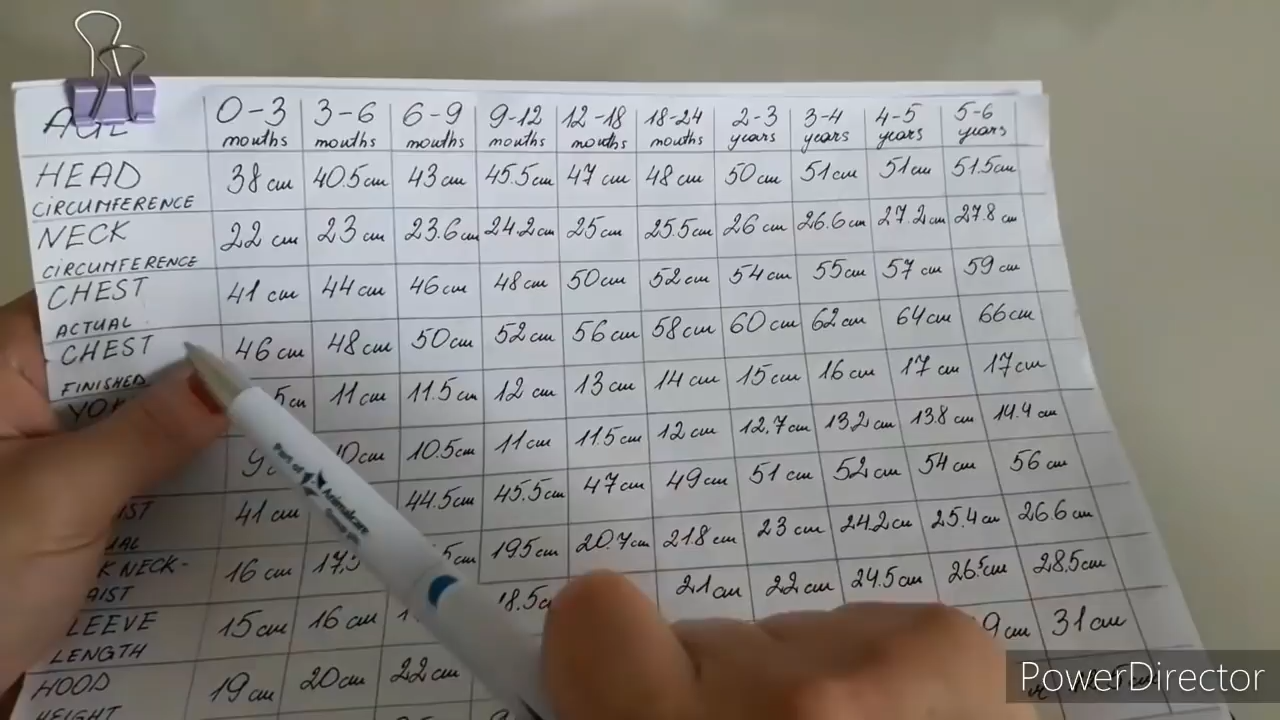 AGE 0-3 months 3-6 months 6-9 months 9-12 months 12-18 months 18-24 months 2-3 years 3-4 years 4-5 years 5-6 years
HEAD CIRCUMFERENCE 38 cm 40.5 cm 43 cm 45.5 cm 47 cm 48 cm 50 cm 51 cm 51 cm 51.5 cm
NECK CIRCUMFERENCE 22 cm 23 cm 23.6 cm 24.2 cm 25 cm 25.5 cm 26 cm 26.6 cm 27.2 cm 27.8 cm
CHEST ACTUAL 41 cm 44 cm 46 cm 48 cm 50 cm 52 cm 54 cm 55 cm 57 cm 59 cm
CHEST FINISHED 46 cm 48 cm 50 cm 52 cm 56 cm 58 cm 60 cm 62 cm 64 cm 66 cm
11 cm 11.5 cm 12 cm 13 cm 14 cm 15 cm 16 cm 17 cm 17 cm
10 cm 10.5 cm 11 cm 11.5 cm 12 cm 12.7 cm 13.2 cm 13.8 cm 14.4 cm
41 cm 44.5 cm 45.5 cm 47 cm 49 cm 51 cm 52 cm 54 cm 56 cm
NECK- 16 cm 19.5 cm 20.7 cm 21.8 cm 23 cm 24.2 cm 25.4 cm 26.6 cm
SLEEVE LENGTH 15 cm 16 cm 18.5 cm 21 cm 22 cm 24.5 cm 26.5 cm 28.5 cm
HOOD HEIGHT 19 cm 20 cm 22 cm 31 cm
Part of Animalcare
PowerDirector